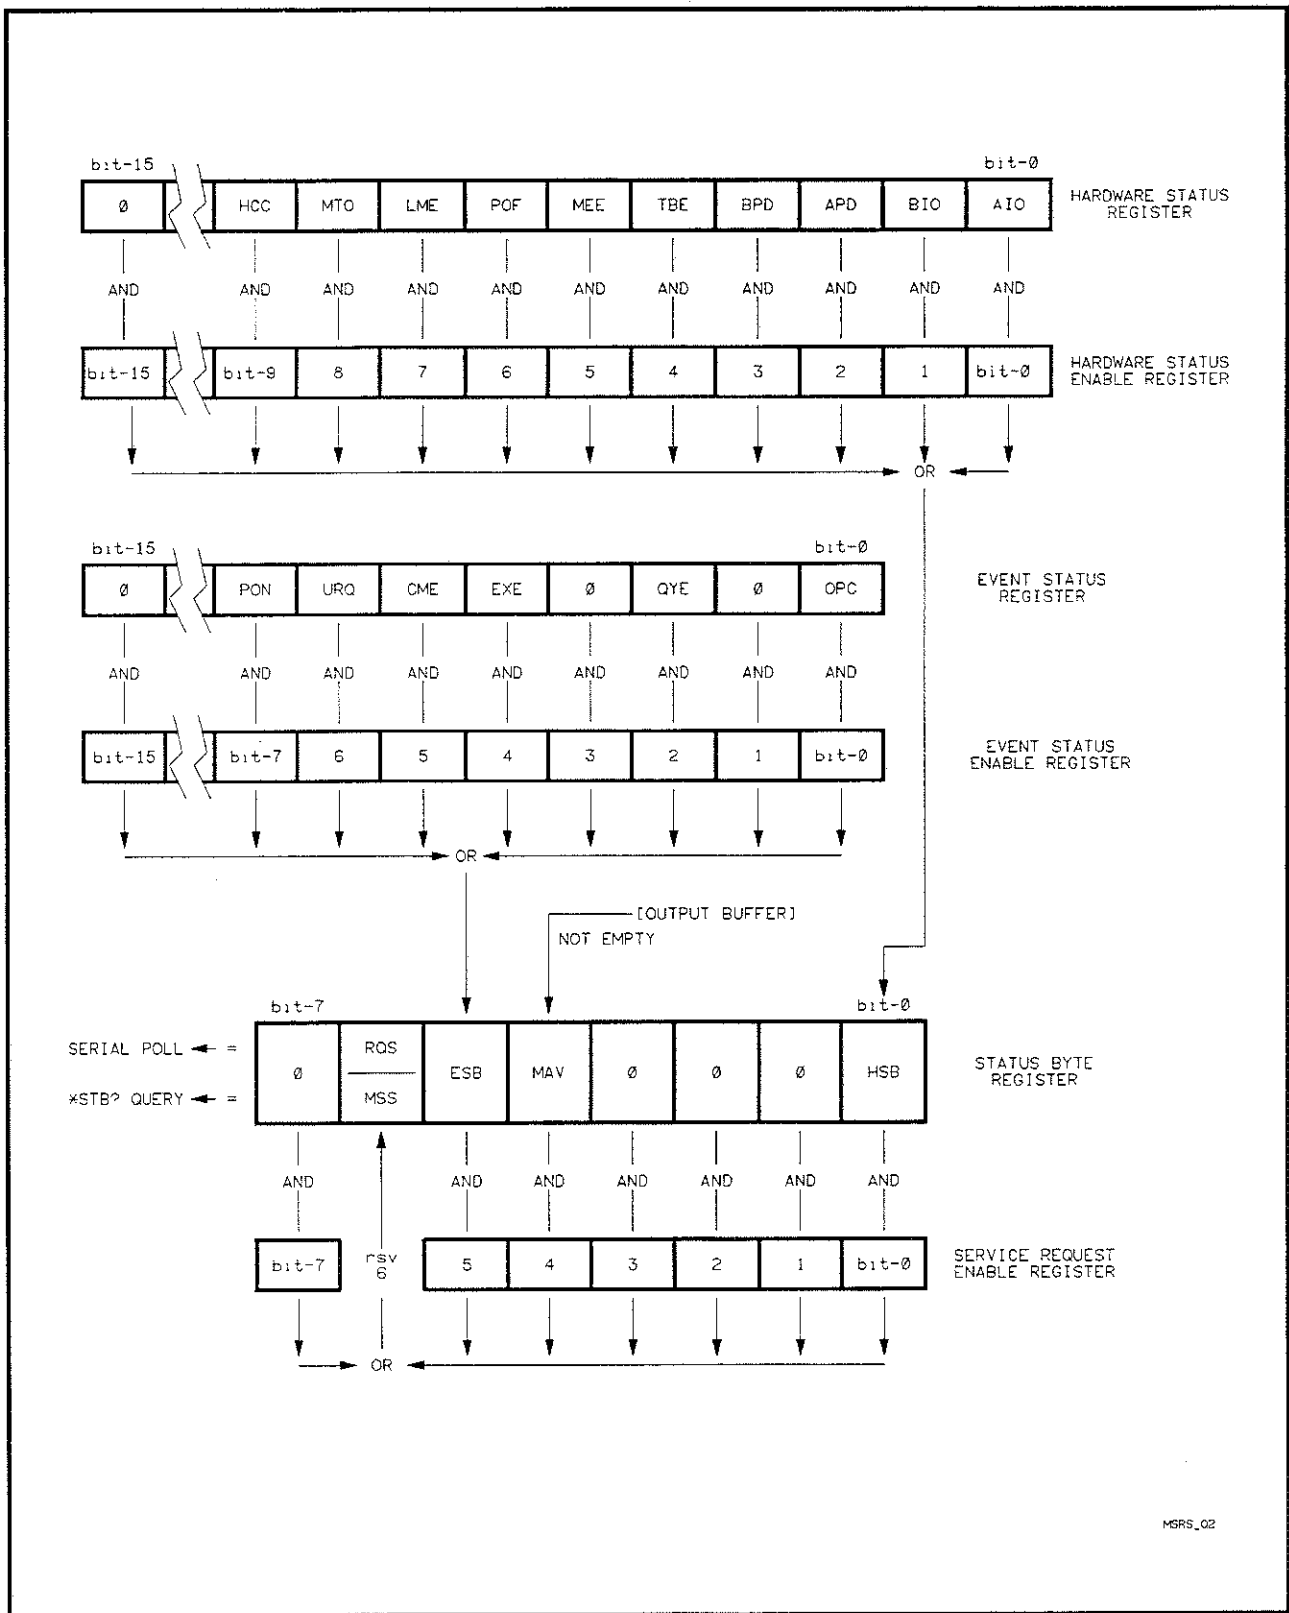 bit-15 bit-0
Ø HCC MTO LME POF MEE TBE BPD APD BIO AIO
HARDWARE STATUS
REGISTER
AND AND AND AND AND AND AND AND AND AND AND
bit-15 bit-9 8 7 6 5 4 3 2 1 bit-Ø
HARDWARE STATUS
ENABLE REGISTER
OR
bit-15 bit-Ø
Ø PON URQ CME EXE Ø QYE Ø OPC
EVENT STATUS
REGISTER
AND AND AND AND AND AND AND AND AND
bit-15 bit-7 6 5 4 3 2 1 bit-Ø
EVENT STATUS
ENABLE REGISTER
OR
[OUTPUT BUFFER]
NOT EMPTY
bit-7 bit-Ø
SERIAL POLL =
*STB? QUERY =
Ø RQS ESB MAV Ø Ø Ø HSB
MSS
STATUS BYTE
REGISTER
AND AND AND AND AND AND AND
bit-7 rsv 5 4 3 2 1 bit-Ø
6
SERVICE REQUEST
ENABLE REGISTER
OR
MSRS_02